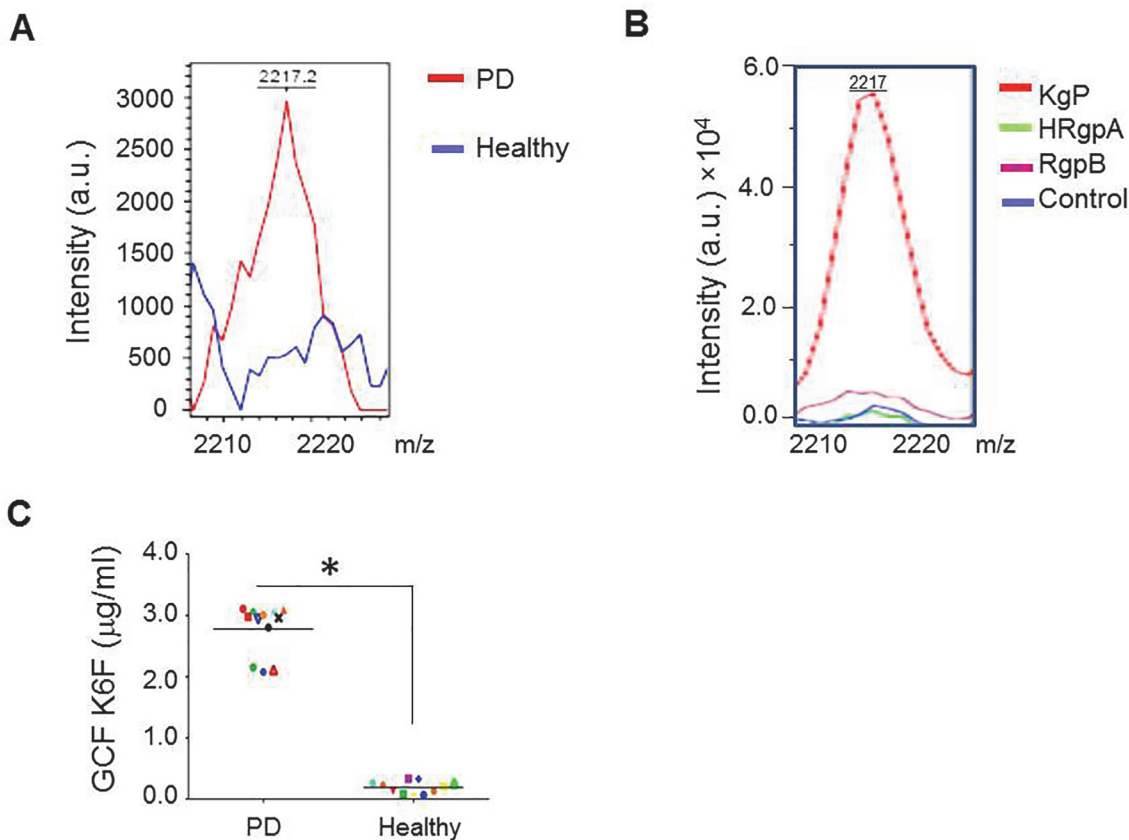 A
B
2217.2
3000
2500
2000
1500
1000
500
0
Intensity (a.u.)
2210 2220 m/z
PD
Healthy
6.0
4.0
2.0
0.0
Intensity (a.u.) ×10⁴
2217
2210 2220 m/z
KgP
HRgpA
RgpB
Control
C
4.0
3.0
2.0
1.0
0.0
GCF K6F (μg/ml)
*
PD Healthy